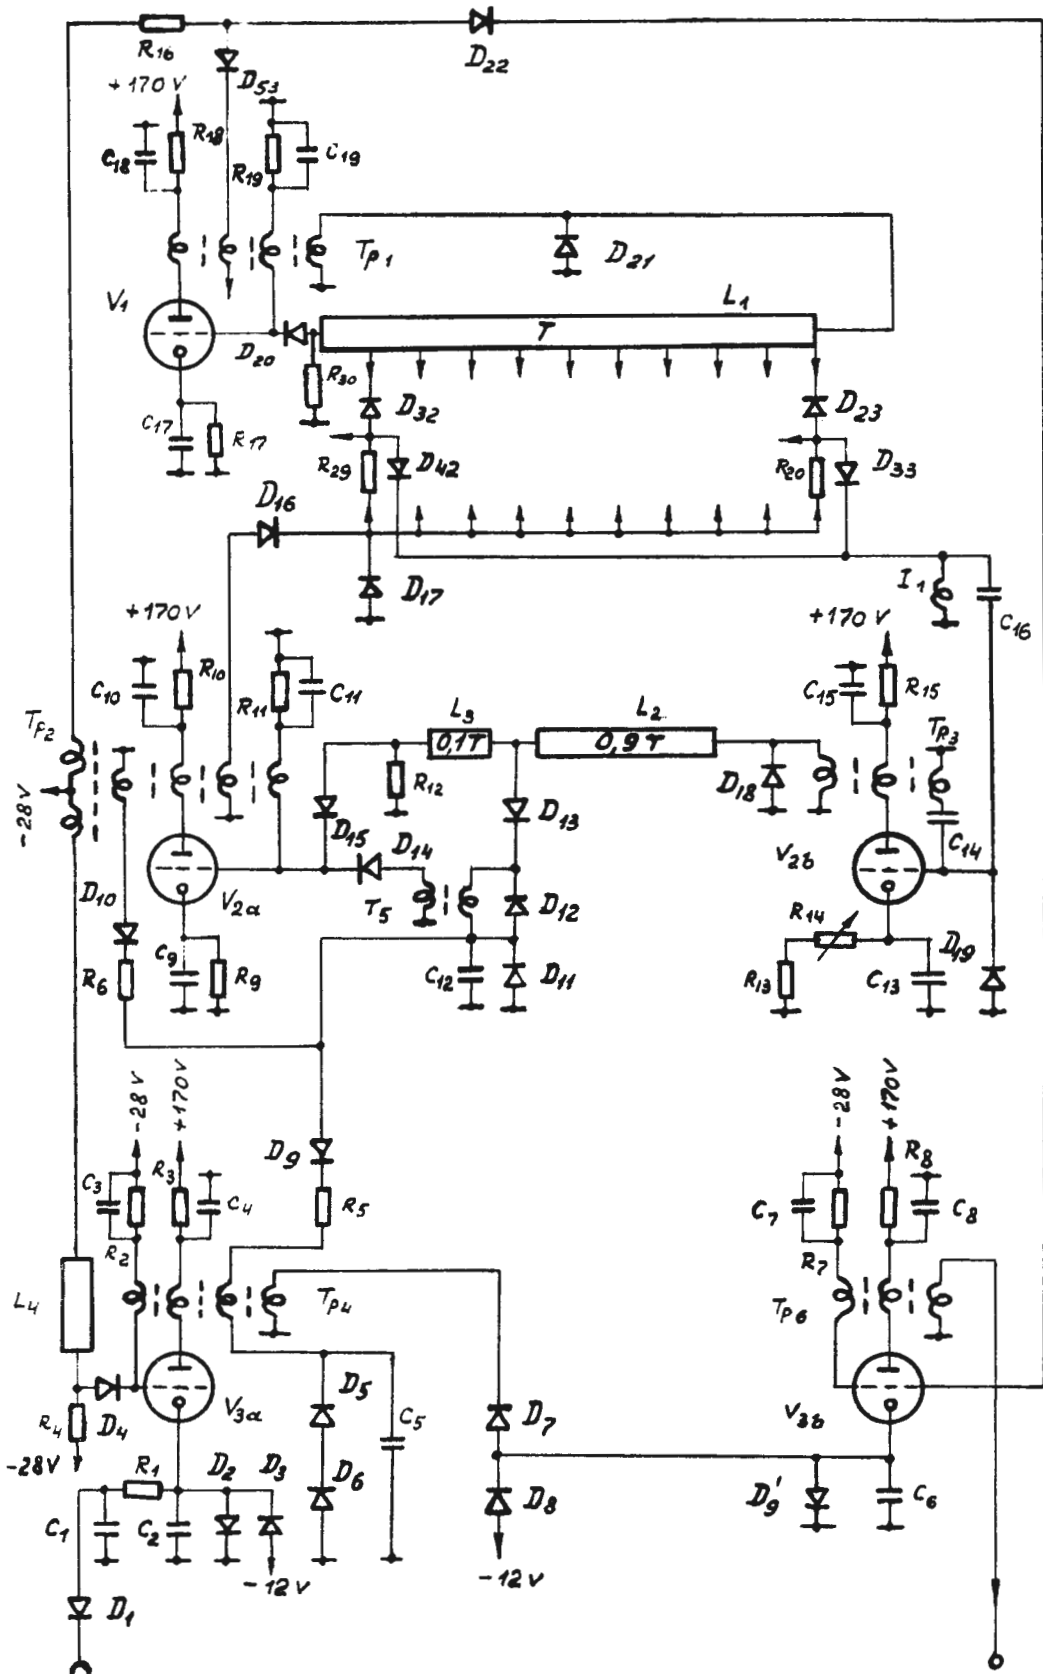 R16
D22
+170V
D53
R18
C18
R19
C19
Tp1
D21
V1
L1
T
D20
R30
D32
D23
C17
R17
R29
D42
R20
D33
D16
D17
I1
C16
+170V
+170V
R10
C10
R11
C11
C15
R15
L3
L2
Tp2
0,1T
0,9T
Tp3
-28V
R12
D18
D15
D13
D14
V2b
C14
D10
V2a
T5
D12
R14
D19
C9
R6
R9
C12
D11
R13
C13
-28V
+170V
-28V
+170V
D9
C3
R3
C4
R5
R8
C7
C8
R2
R7
L4
Tp4
Tp6
D5
V3a
C5
D7
V3b
R4
D4
-28V
R1
D2
D3
D6
D8
D9'
C6
C1
C2
-12V
-12V
D1